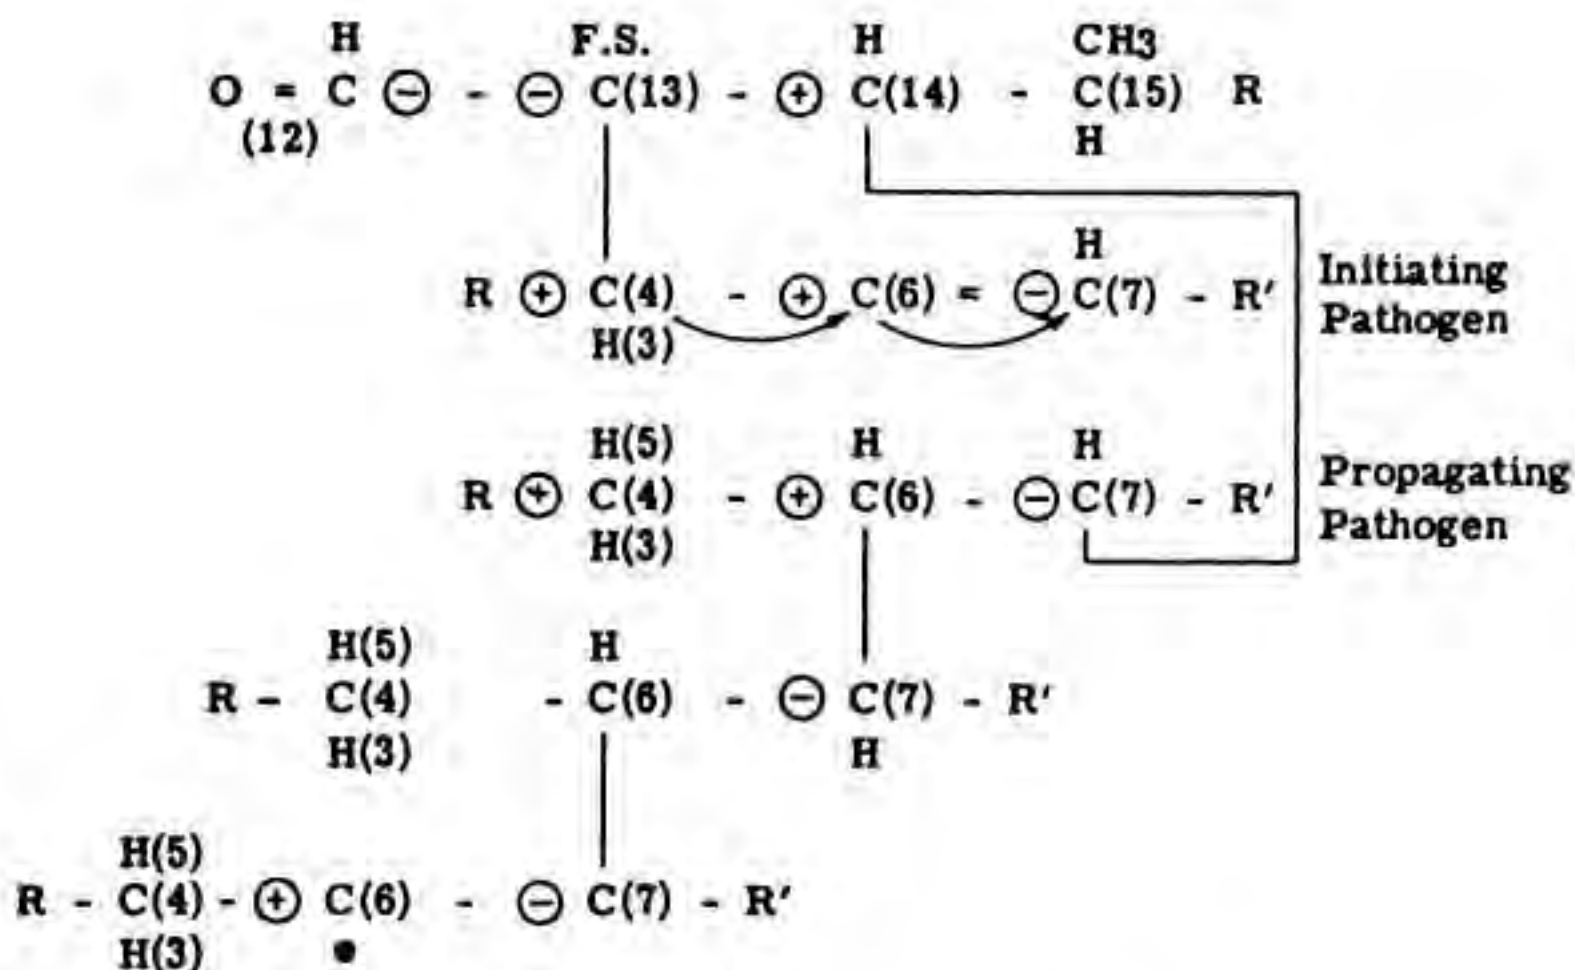 H F.S. H CH3
O = C ⊖ - ⊖ C(13) - ⊕ C(14) - C(15) R
(12) H
H
R ⊕ C(4) - ⊕ C(6) = ⊖ C(7) - R' Initiating
H(3) Pathogen
H(5) H H
R ⊕ C(4) - ⊕ C(6) - ⊖ C(7) - R' Propagating
H(3) Pathogen
H(5) H
R - C(4) - C(6) - ⊖ C(7) - R'
H(3) H
H(5)
R - C(4) - ⊕ C(6) - ⊖ C(7) - R'
H(3) •